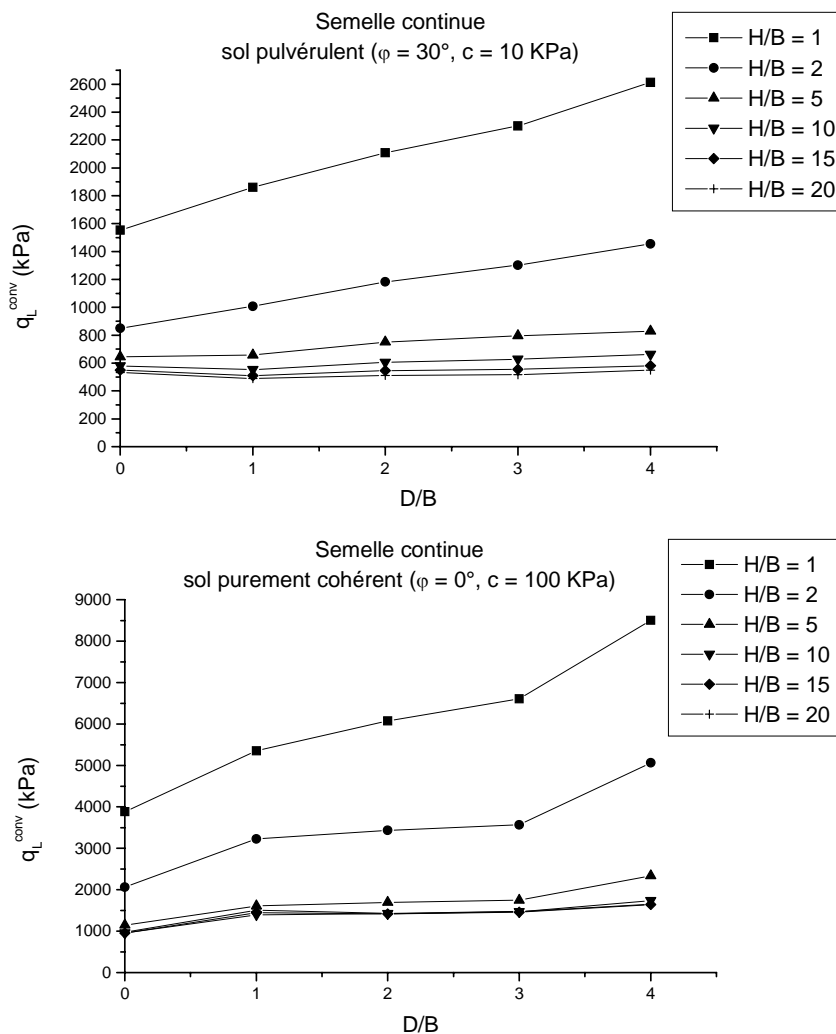 Semelle continue
sol pulvérulent (φ = 30°, c = 10 KPa)
H/B = 1
H/B = 2
H/B = 5
H/B = 10
H/B = 15
H/B = 20
2600
2400
2200
2000
1800
1600
1400
1200
1000
800
600
400
200
0
q_L^conv (kPa)
0 1 2 3 4
D/B
Semelle continue
sol purement cohérent (φ = 0°, c = 100 KPa)
H/B = 1
H/B = 2
H/B = 5
H/B = 10
H/B = 15
H/B = 20
9000
8000
7000
6000
5000
4000
3000
2000
1000
0
q_L^conv (kPa)
0 1 2 3 4
D/B